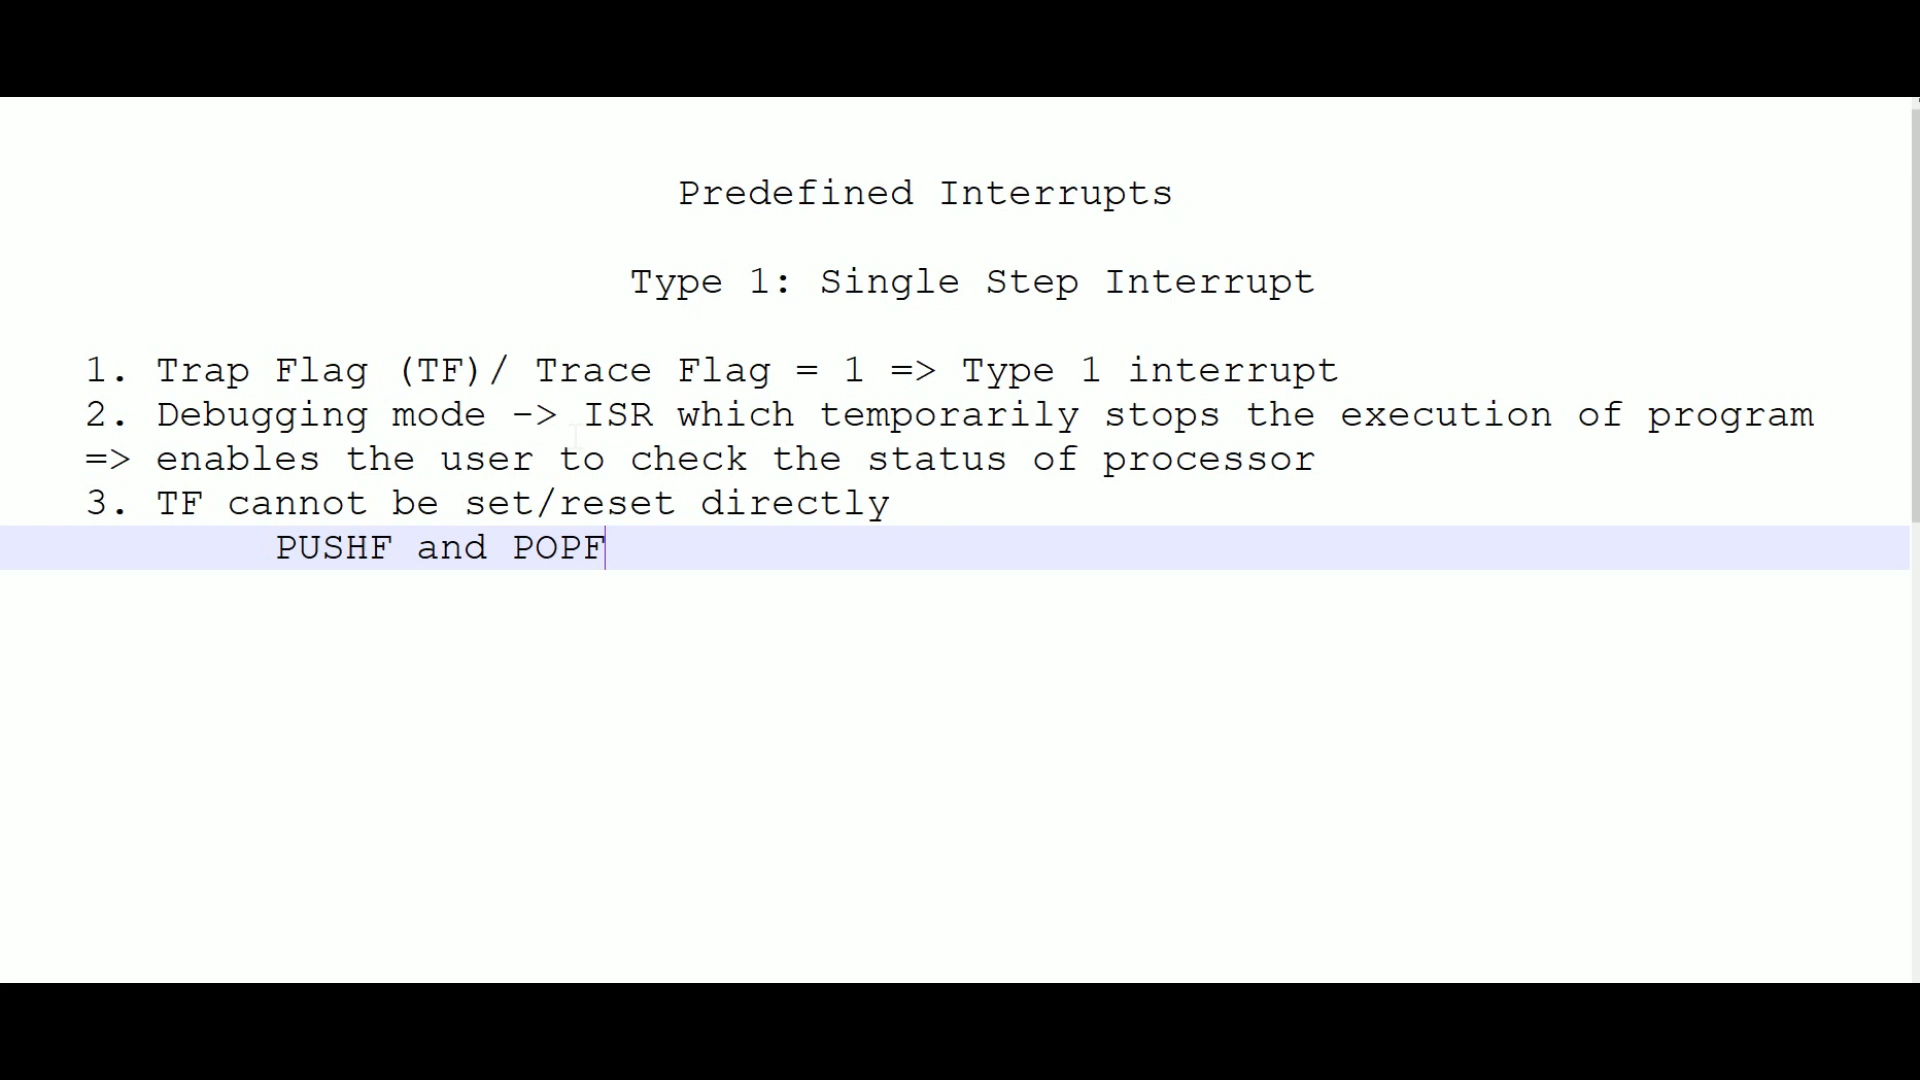 Predefined Interrupts
Type 1: Single Step Interrupt
1. Trap Flag (TF)/ Trace Flag = 1 => Type 1 interrupt
2. Debugging mode -> ISR which temporarily stops the execution of program
=> enables the user to check the status of processor
3. TF cannot be set/reset directly
PUSHF and POPF